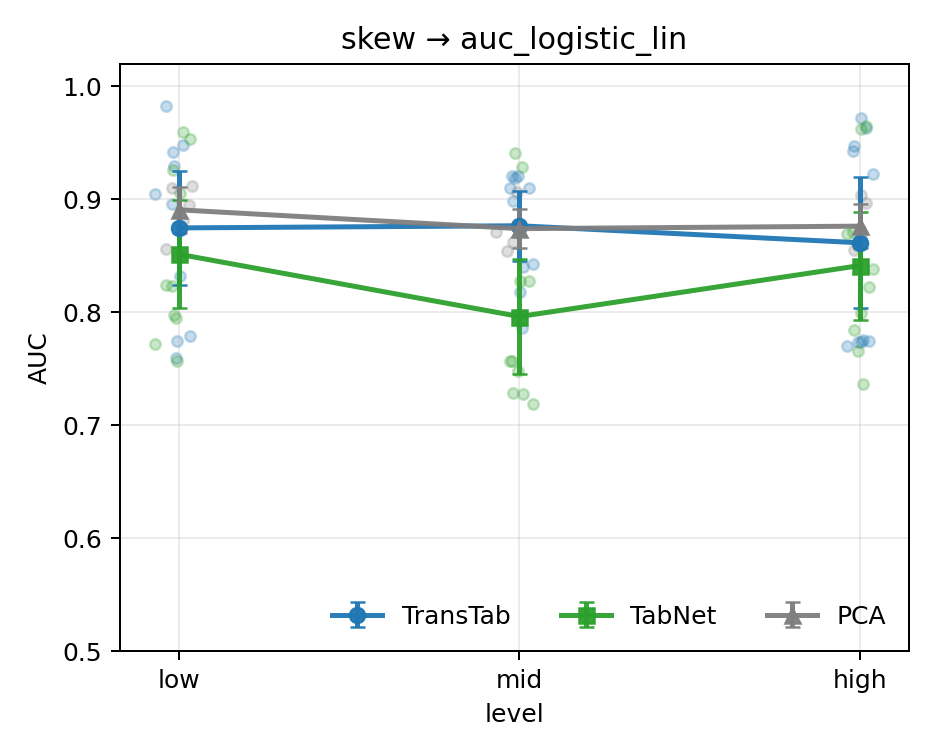 skew → auc_logistic_lin
1.0
0.9
0.8
0.7
0.6
0.5
AUC
TransTab TabNet PCA
low mid high
level